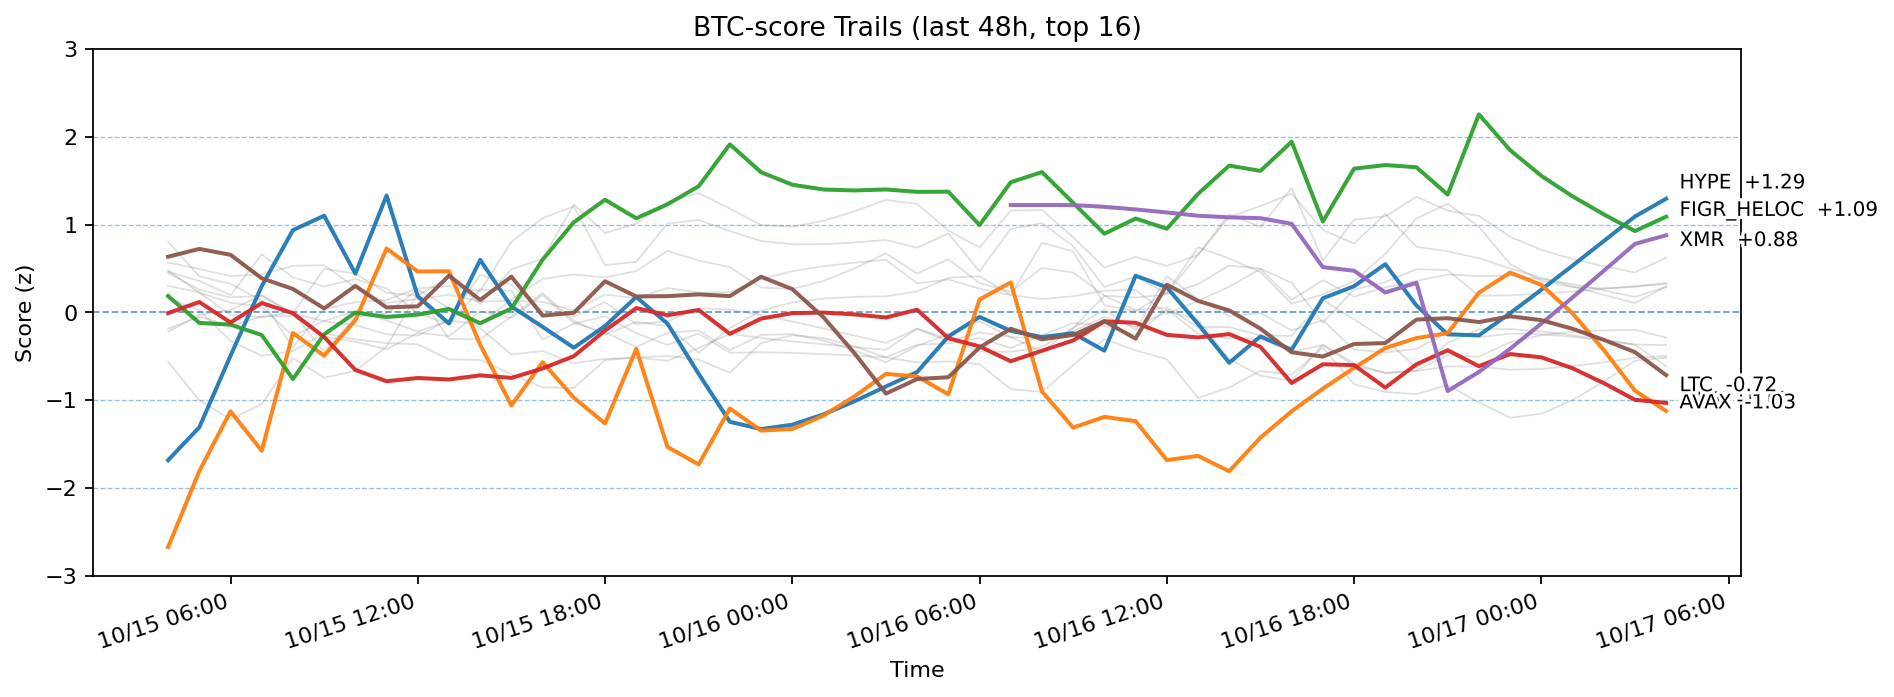 BTC-score Trails (last 48h, top 16)
Score (z)
3
2
1
0
−1
−2
−3
HYPE +1.29
FIGR_HELOC +1.09
XMR +0.88
LTC -0.72
AVAX -1.03
10/15 06:00
10/15 12:00
10/15 18:00
10/16 00:00
10/16 06:00
10/16 12:00
10/16 18:00
10/17 00:00
10/17 06:00
Time